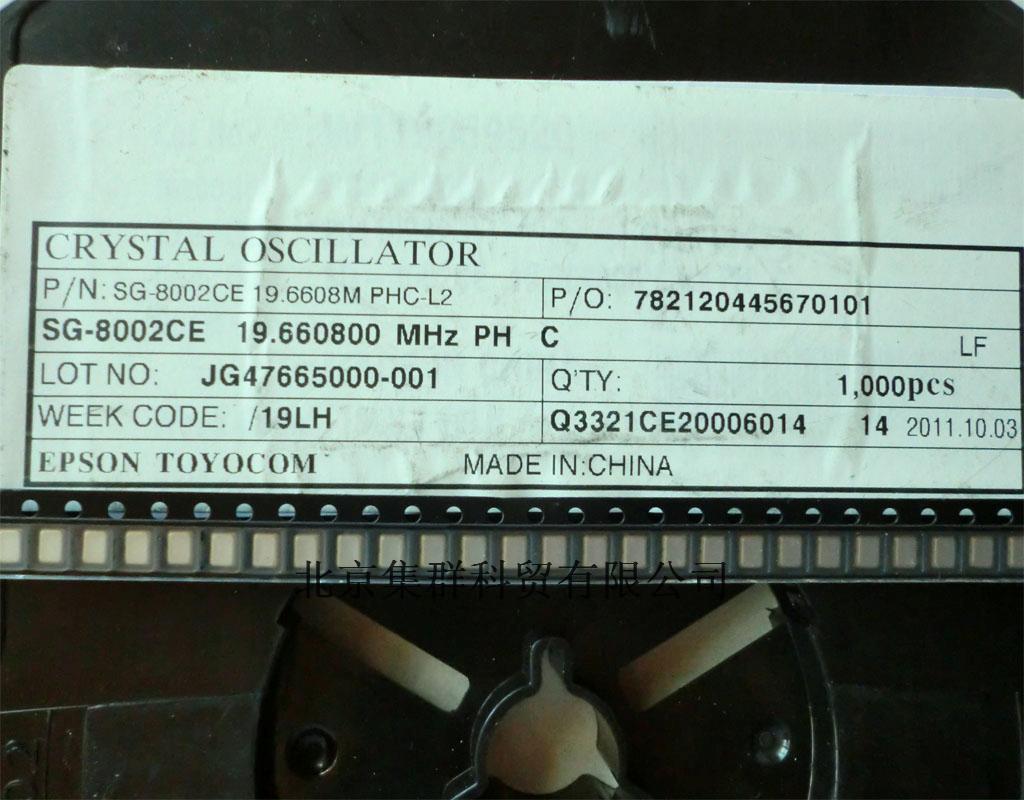 CRYSTAL OSCILLATOR
P/N: SG-8002CE 19.6608M PHC-L2 P/O: 782120445670101
SG-8002CE 19.660800 MHz PH C LF
LOT NO: JG47665000-001 Q'TY: 1,000pcs
WEEK CODE: /19LH Q3321CE20006014 14 2011.10.03
EPSON TOYOCOM MADE IN:CHINA
北京集群科贸有限公司